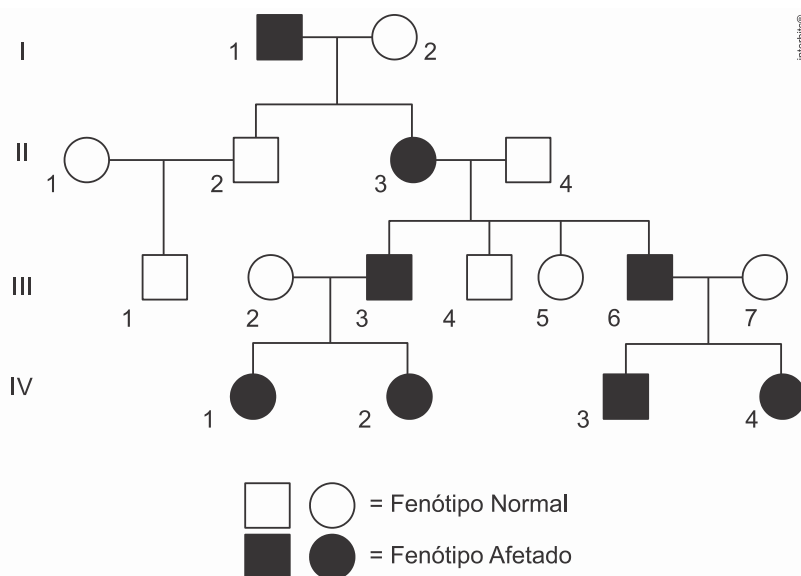 interbits®
I
1
2
II
1
2
3
4
III
1
2
3
4
5
6
7
IV
1
2
3
4
= Fenótipo Normal
= Fenótipo Afetado